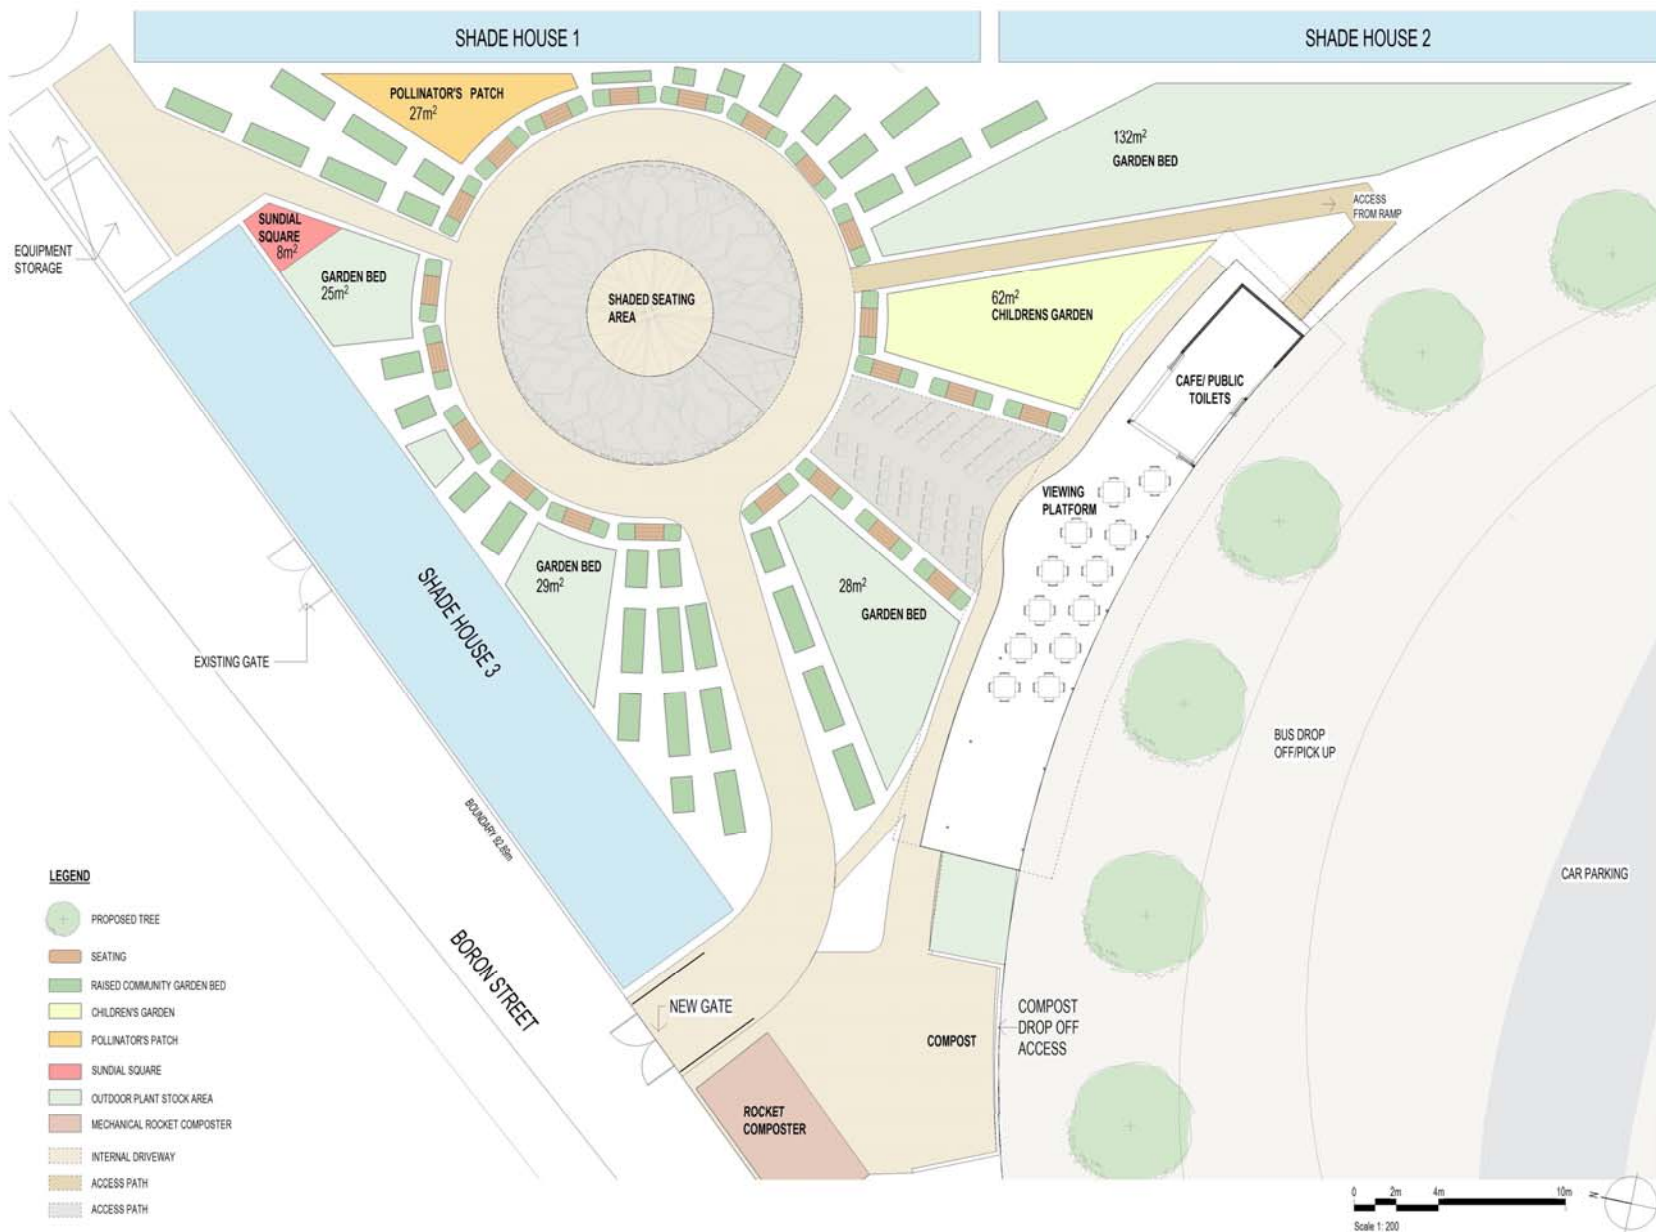 SHADE HOUSE 1
SHADE HOUSE 2
POLLINATOR'S PATCH
27m²
132m²
GARDEN BED
ACCESS
FROM RAMP
SUNDIAL
SQUARE
8m²
EQUIPMENT
STORAGE
GARDEN BED
25m²
SHADED SEATING
AREA
62m²
CHILDRENS GARDEN
CAFE/ PUBLIC
TOILETS
VIEWING
PLATFORM
GARDEN BED
29m²
28m²
GARDEN BED
SHADE HOUSE 3
EXISTING GATE
BUS DROP
OFF/PICK UP
BOUNDARY 92.89m
CAR PARKING
BORON STREET
NEW GATE
COMPOST
COMPOST
DROP OFF
ACCESS
ROCKET
COMPOSTER
LEGEND
PROPOSED TREE
SEATING
RAISED COMMUNITY GARDEN BED
CHILDREN'S GARDEN
POLLINATOR'S PATCH
SUNDIAL SQUARE
OUTDOOR PLANT STOCK AREA
MECHANICAL ROCKET COMPOSTER
INTERNAL DRIVEWAY
ACCESS PATH
ACCESS PATH
0 2m 4m 10m
Scale 1: 200
N